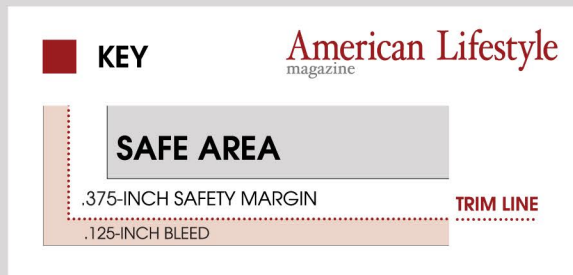 KEY
American Lifestyle
magazine
SAFE AREA
.375-INCH SAFETY MARGIN
TRIM LINE
.125-INCH BLEED